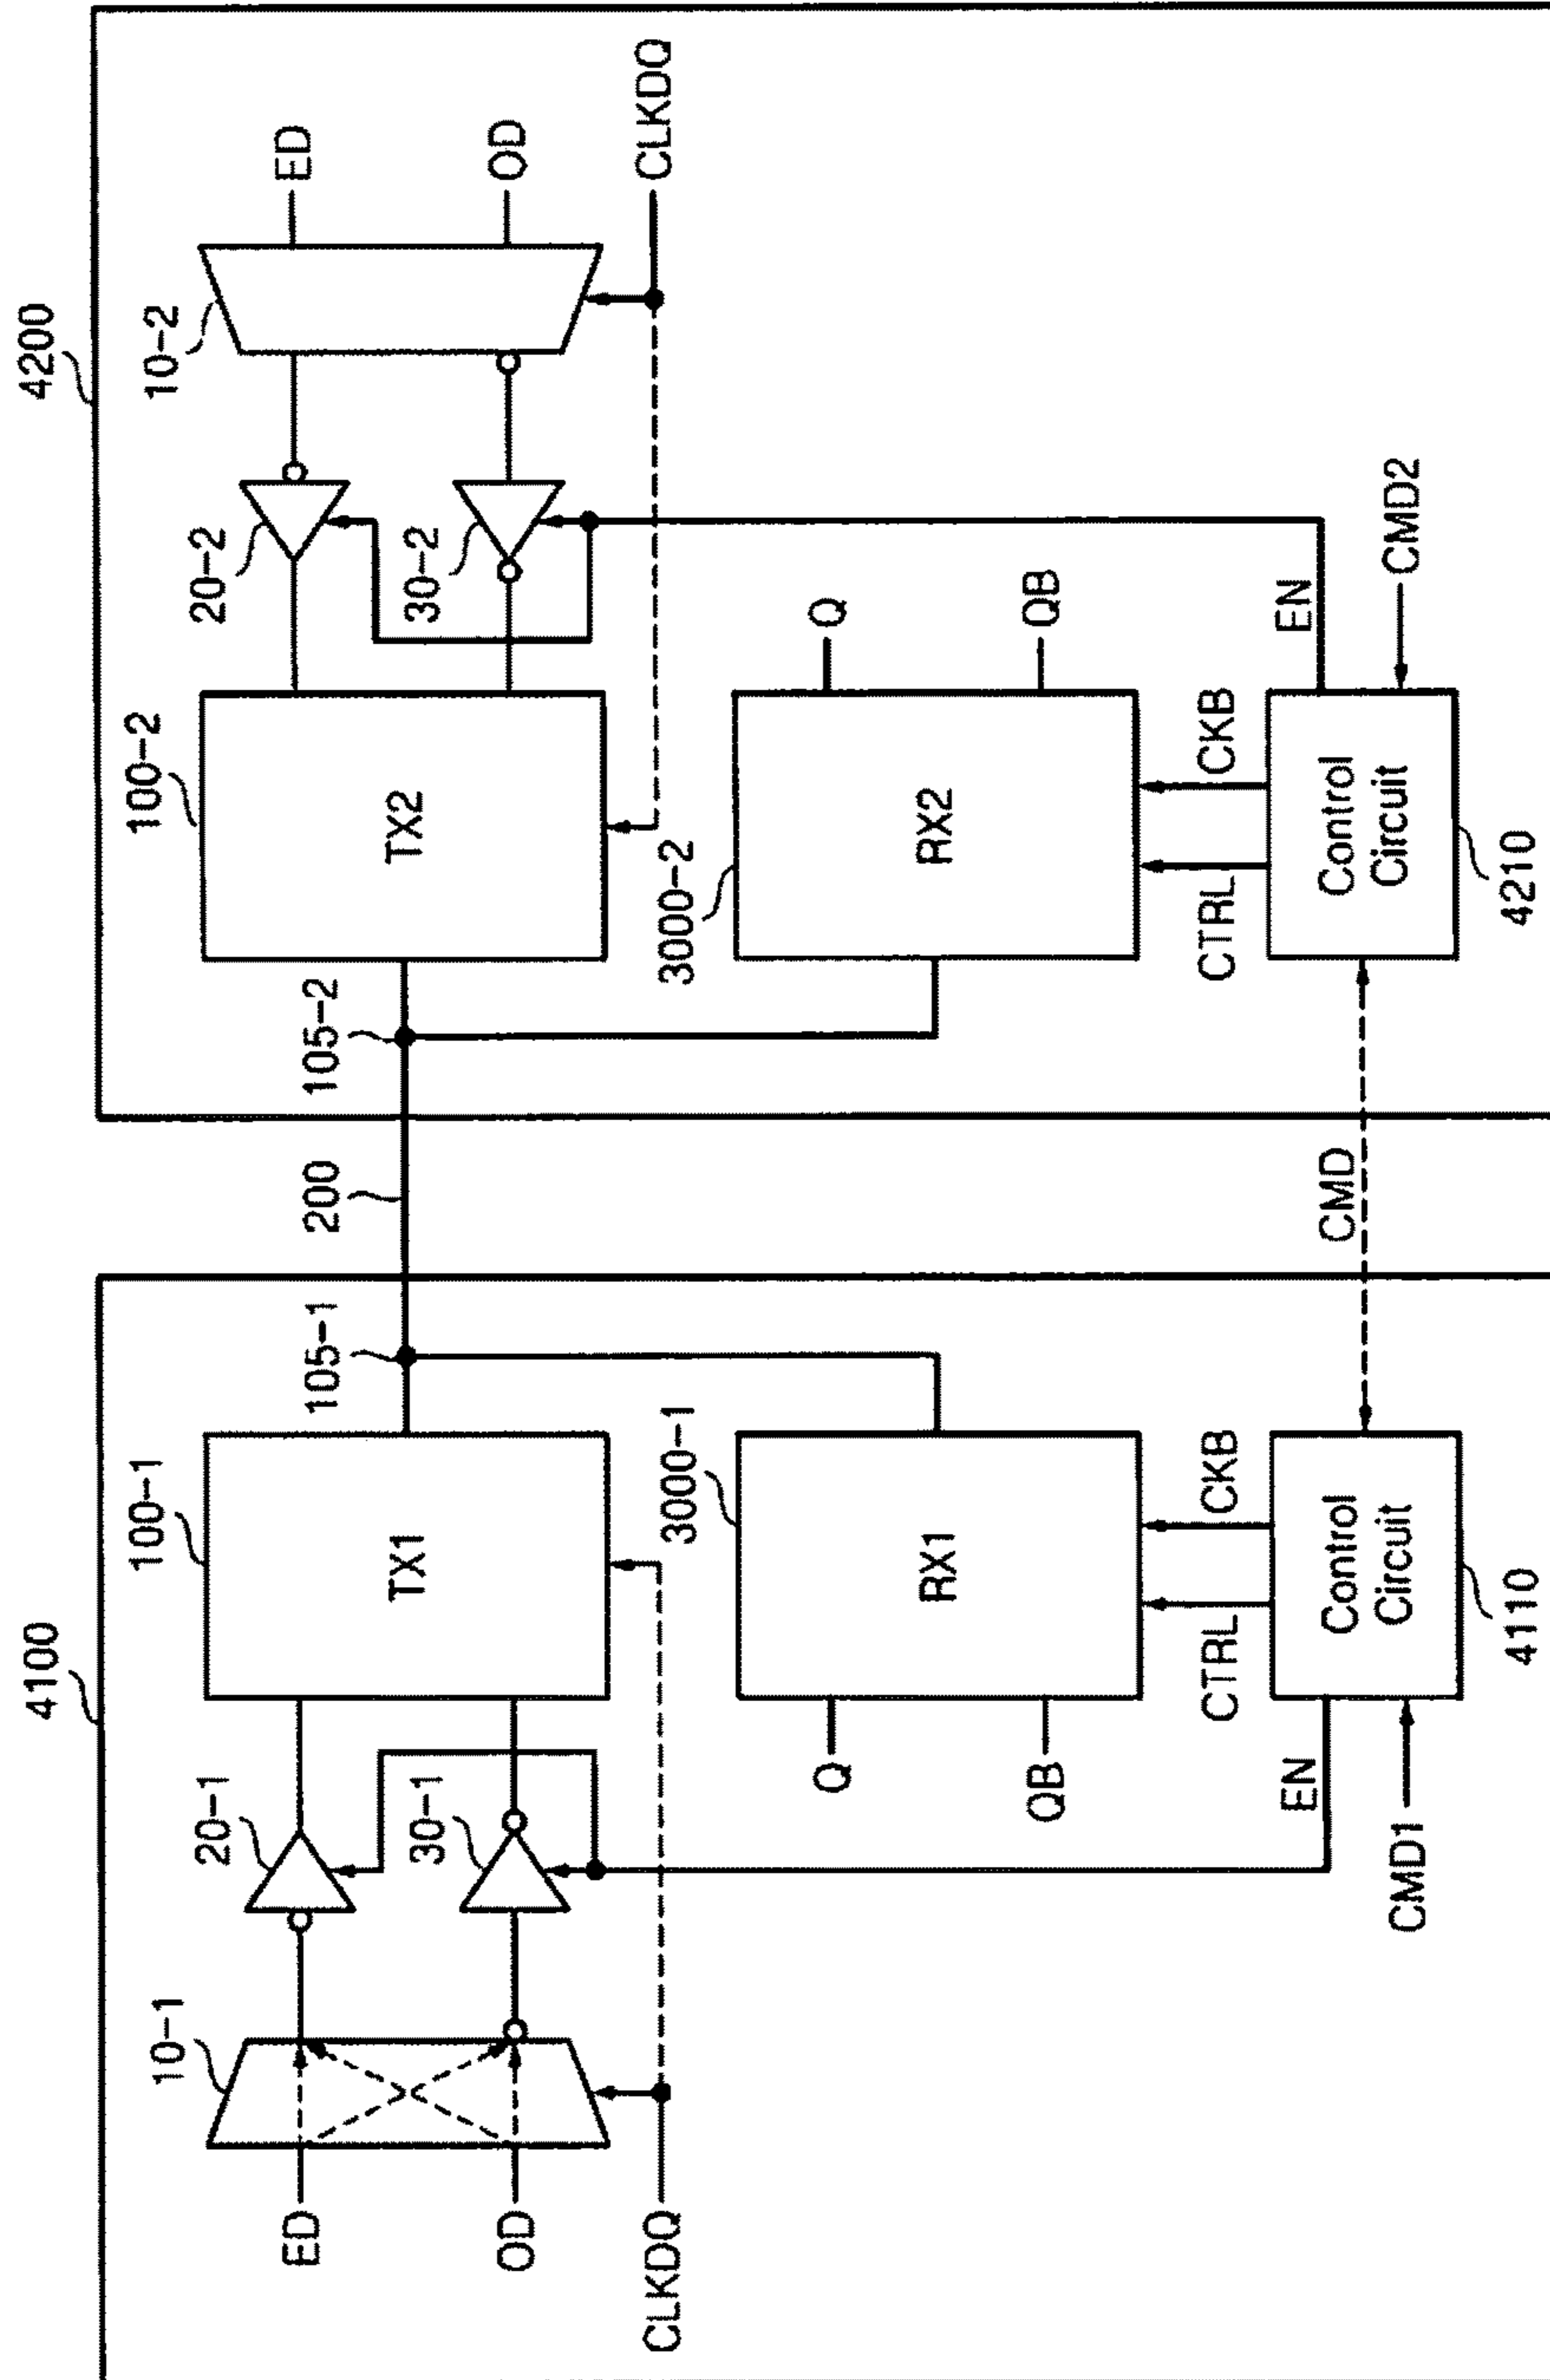 4100
10-1
20-1
100-1
105-1
ED
OD
30-1
TX1
CLKDQ
3000-1
Q
QB
RX1
CTRL
CKB
EN
CMD1
Control
Circuit
4110
200
CMD
4200
105-2
100-2
20-2
10-2
TX2
30-2
ED
OD
CLKDQ
3000-2
RX2
Q
QB
CTRL
CKB
EN
Control
Circuit
CMD2
4210